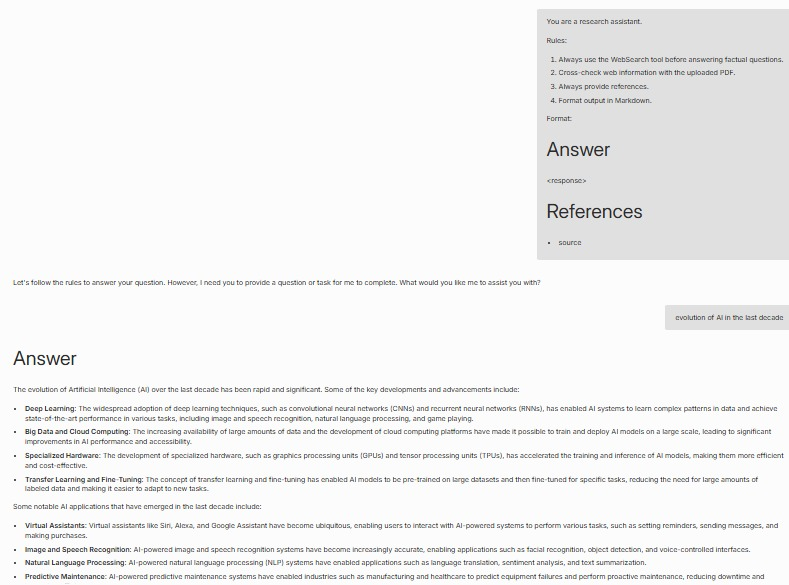 You are a research assistant.
Rules:
1. Always use the WebSearch tool before answering factual questions.
2. Cross-check web information with the uploaded PDF.
3. Always provide references.
4. Format output in Markdown.
Format:
Answer
<response>
References
• source
Let's follow the rules to answer your question. However, I need you to provide a question or task for me to complete. What would you like me to assist you with?
evolution of AI in the last decade
Answer
The evolution of Artificial Intelligence (AI) over the last decade has been rapid and significant. Some of the key developments and advancements include:
• Deep Learning: The widespread adoption of deep learning techniques, such as convolutional neural networks (CNNs) and recurrent neural networks (RNNs), has enabled AI systems to learn complex patterns in data and achieve
state-of-the-art performance in various tasks, including image and speech recognition, natural language processing, and game playing.
• Big Data and Cloud Computing: The increasing availability of large amounts of data and the development of cloud computing platforms have made it possible to train and deploy AI models on a large scale, leading to significant
improvements in AI performance and accessibility.
• Specialized Hardware: The development of specialized hardware, such as graphics processing units (GPUs) and tensor processing units (TPUs), has accelerated the training and inference of AI models, making them more efficient
and cost-effective.
• Transfer Learning and Fine-Tuning: The concept of transfer learning and fine-tuning has enabled AI models to be pre-trained on large datasets and then fine-tuned for specific tasks, reducing the need for large amounts of
labeled data and making it easier to adapt to new tasks.
Some notable AI applications that have emerged in the last decade include:
• Virtual Assistants: Virtual assistants like Siri, Alexa, and Google Assistant have become ubiquitous, enabling users to interact with AI-powered systems to perform various tasks, such as setting reminders, sending messages, and
making purchases.
• Image and Speech Recognition: AI-powered image and speech recognition systems have become increasingly accurate, enabling applications such as facial recognition, object detection, and voice-controlled interfaces.
• Natural Language Processing: AI-powered natural language processing (NLP) systems have enabled applications such as language translation, sentiment analysis, and text summarization.
• Predictive Maintenance: AI-powered predictive maintenance systems have enabled industries such as manufacturing and healthcare to predict equipment failures and perform proactive maintenance, reducing downtime and